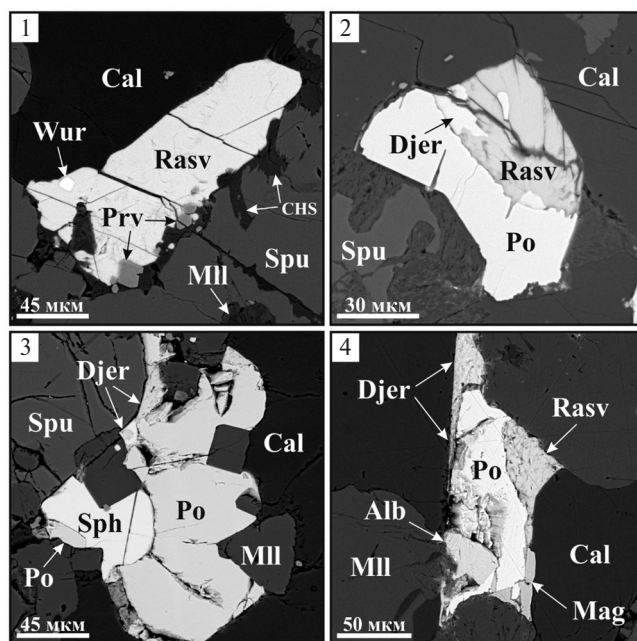 1
Cal
Wur
Rasv
Prv
CHS
Spu
Mll
45 мкм
2
Cal
Djer
Rasv
Spu
Po
30 мкм
3
Djer
Spu
Cal
Sph
Po
Po
Mll
45 мкм
4
Djer
Rasv
Po
Alb
Cal
Mll
Mag
50 мкм